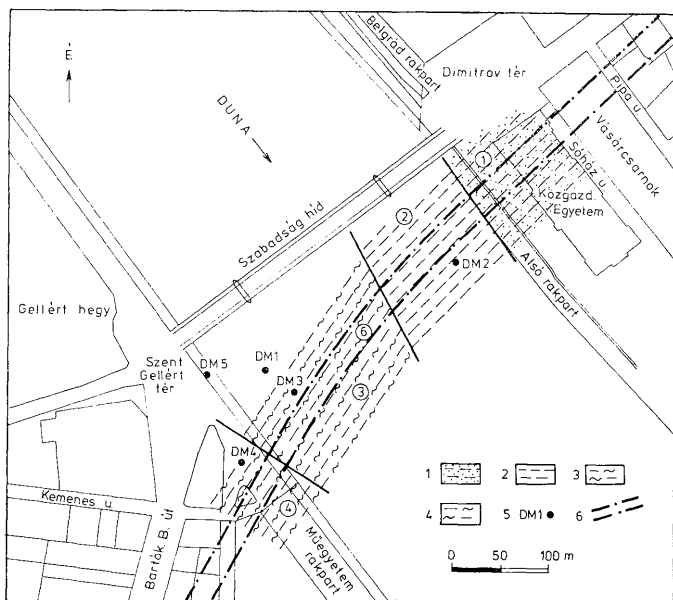 É
DUNA
Belgrád rakpart
Dimitrov tér
Pipa u
Vásárcsarnok
Sóház u
Közgazd.
Egyetem
1
2
Szabadság híd
DM2
Alsó rakpart
Gellért hegy
6
Szent
Gellért
tér
DM5
DM1
DM3
3
DM4
4
Kemenes u
Bartók. B. út
Műegyetem
rakpart
1
2
3
4
5 DM1
6
0 50 100 m